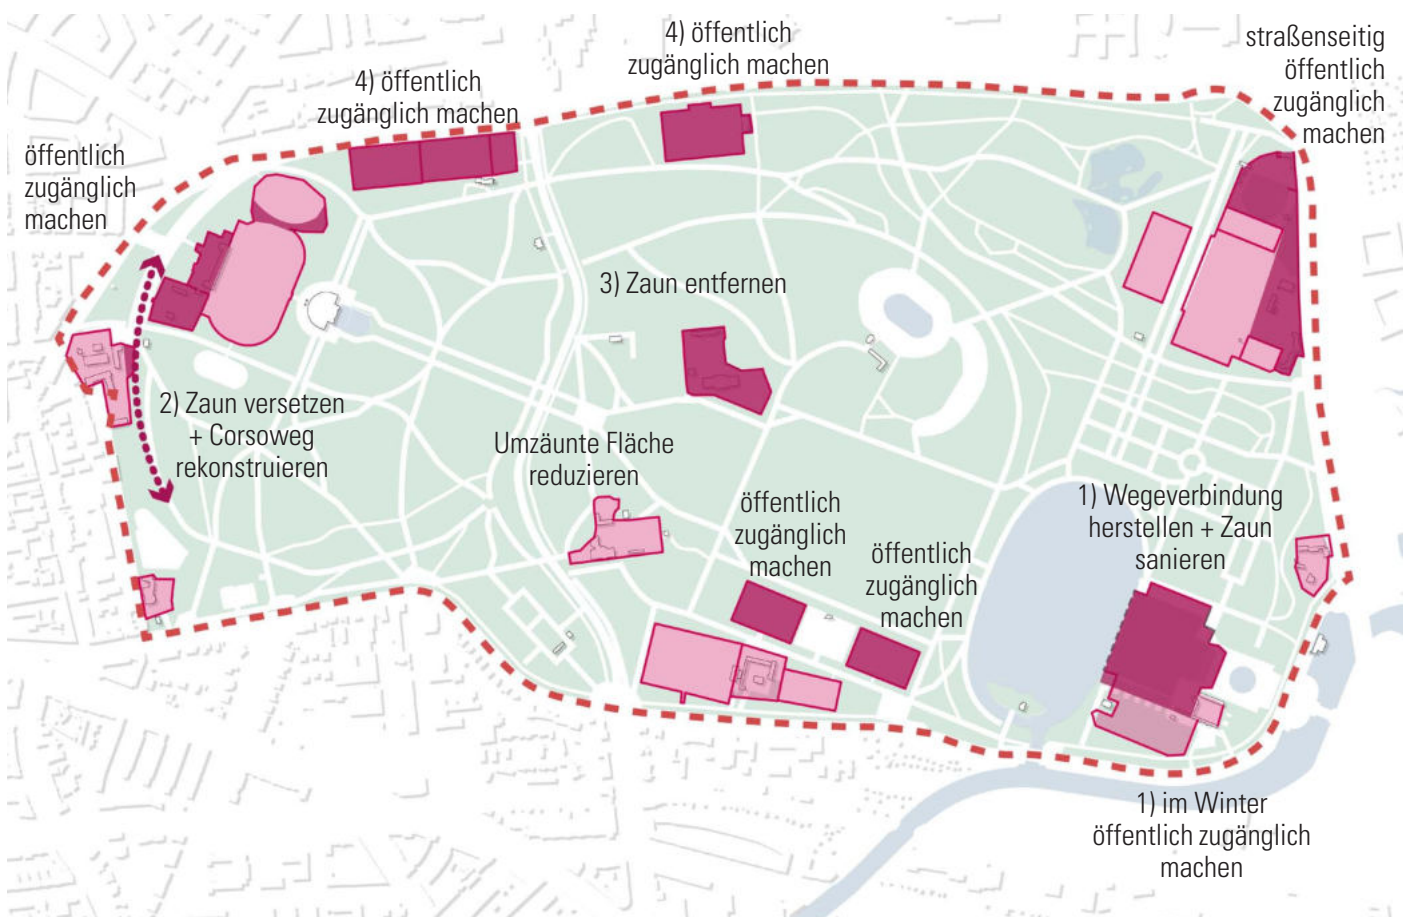 4) öffentlich
zugänglich machen
straßenseitig
öffentlich
zugänglich
machen
4) öffentlich
zugänglich machen
öffentlich
zugänglich
machen
3) Zaun entfernen
2) Zaun versetzen
+ Corsoweg
rekonstruieren
Umzäunte Fläche
reduzieren
öffentlich
zugänglich
machen
öffentlich
zugänglich
machen
1) Wegeverbindung
herstellen + Zaun
sanieren
1) im Winter
öffentlich zugänglich
machen